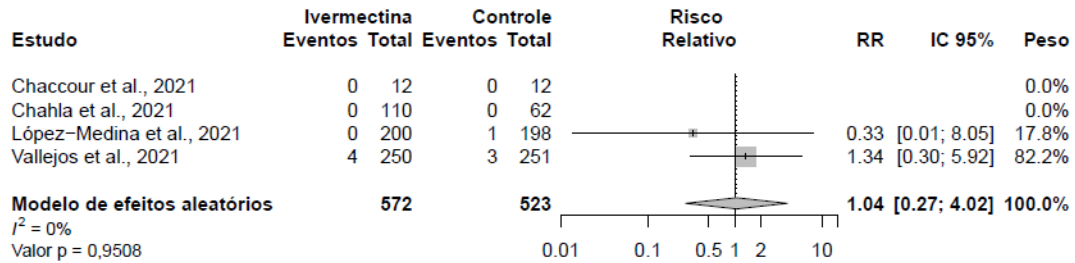 Ivermectina Controle Risco
Estudo Eventos Total Eventos Total Relativo RR IC 95% Peso
Chaccour et al., 2021 0 12 0 12 0.0%
Chahla et al., 2021 0 110 0 62 0.0%
López−Medina et al., 2021 0 200 1 198 0.33 [0.01; 8.05] 17.8%
Vallejos et al., 2021 4 250 3 251 1.34 [0.30; 5.92] 82.2%
Modelo de efeitos aleatórios 572 523 1.04 [0.27; 4.02] 100.0%
I² = 0%
Valor p = 0,9508 0.01 0.1 0.5 1 2 10